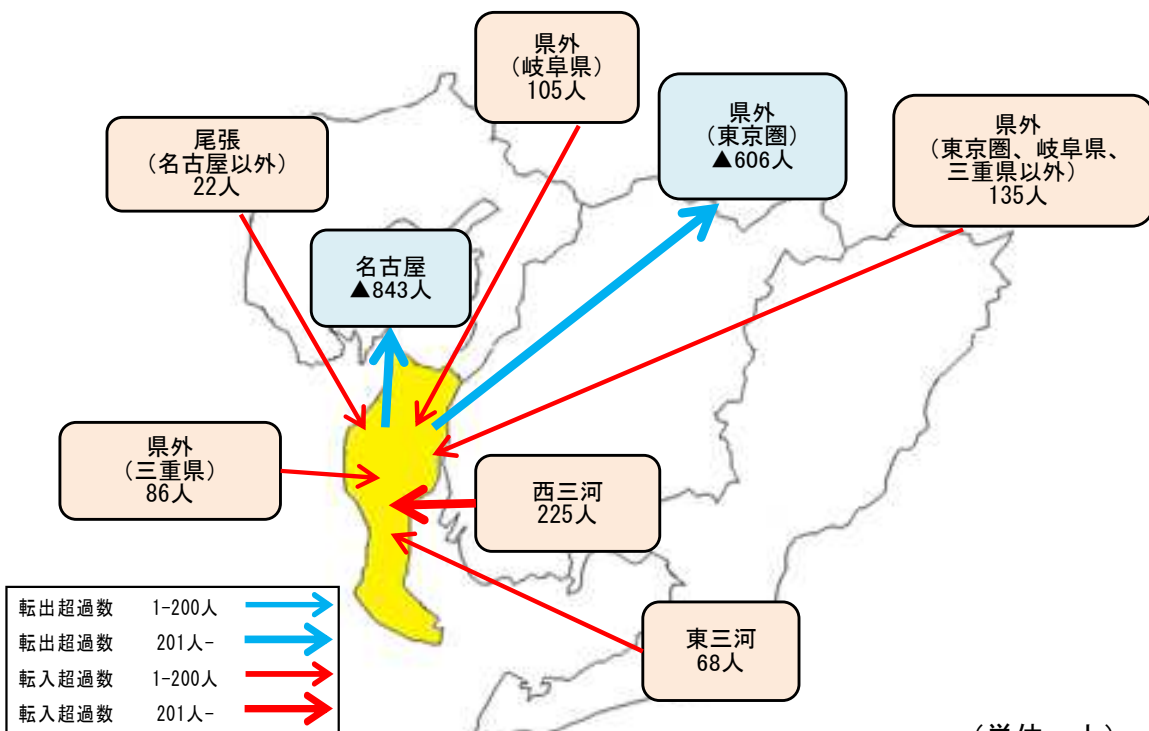 県外
（岐阜県）
105人
県外
（東京圏）
▲606人
県外
（東京圏、岐阜県、
三重県以外）
135人
尾張
（名古屋以外）
22人
名古屋
▲843人
県外
（三重県）
86人
西三河
225人
東三河
68人
転出超過数 1-200人
転出超過数 201人-
転入超過数 1-200人
転入超過数 201人-